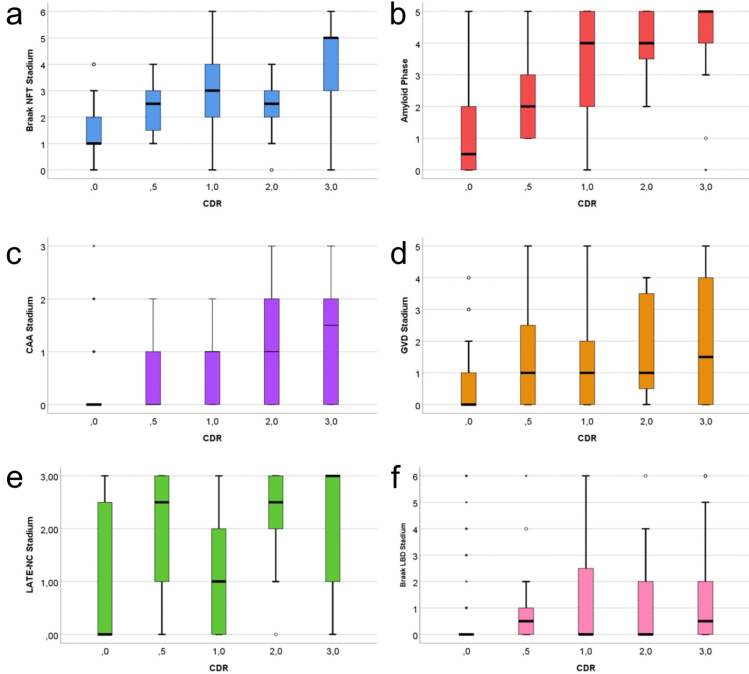 a
Braak NFT Stadium
6
5
4
3
2
1
0
,0 ,5 1,0 2,0 3,0
CDR
b
Amyloid Phase
5
4
3
2
1
0
,0 ,5 1,0 2,0 3,0
CDR
c
CAA Stadium
3
2
1
0
,0 ,5 1,0 2,0 3,0
CDR
d
GVD Stadium
5
4
3
2
1
0
,0 ,5 1,0 2,0 3,0
CDR
e
LATE-NC Stadium
3,00
2,00
1,00
,00
,0 ,5 1,0 2,0 3,0
CDR
f
Braak LBD Stadium
6
5
4
3
2
1
0
,0 ,5 1,0 2,0 3,0
CDR